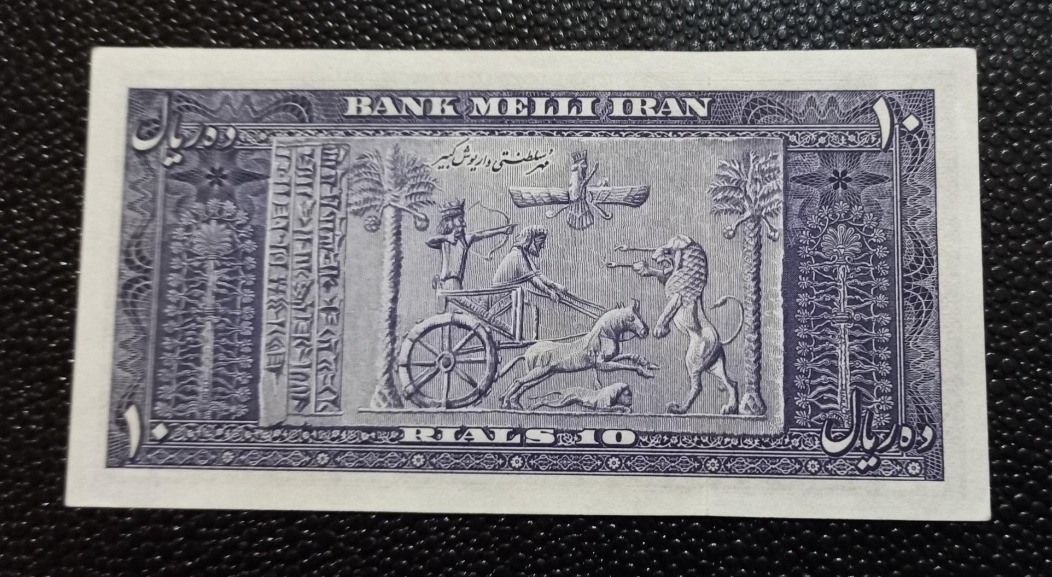 BANK MELLI IRAN
ده ریال
۱۰
مهر سلطنتی داریوش کبیر
۱۰
RIALS 10
ده ریال